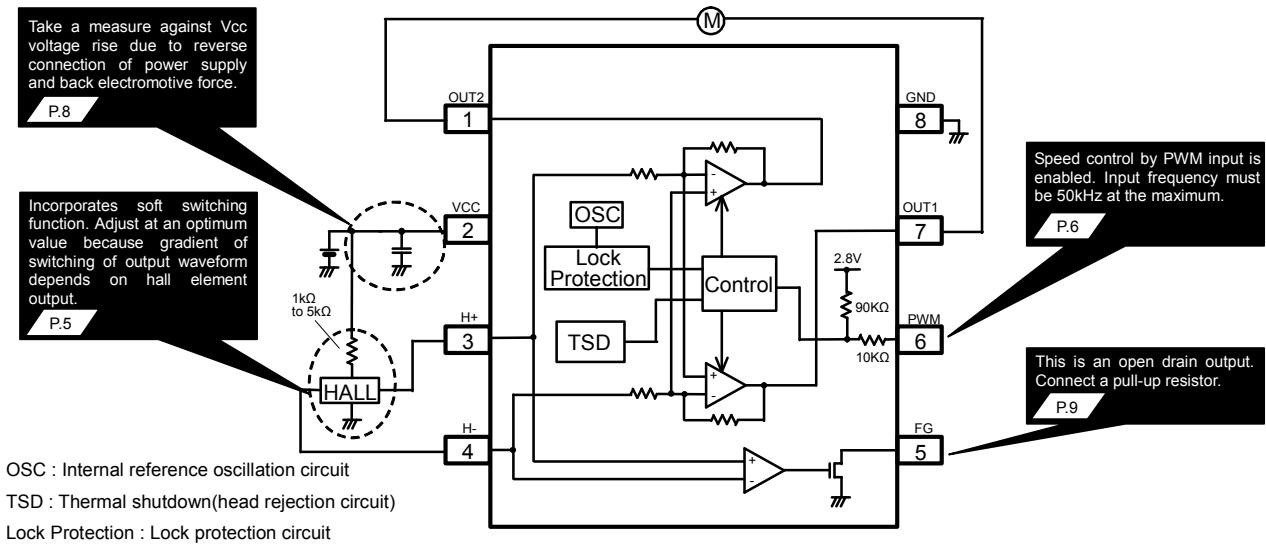 Take a measure against Vcc
voltage rise due to reverse
connection of power supply
and back electromotive force.
P.8
Incorporates soft switching
function. Adjust at an optimum
value because gradient of
switching of output waveform
depends on hall element
output.
P.5
M
OUT2
1
GND
8
VCC
2
OUT1
7
OSC
Lock
Protection
Control
TSD
2.8V
90KΩ
10KΩ
PWM
6
1kΩ
to 5kΩ
H+
3
HALL
H-
4
FG
5
-
+
+
-
+
-
Speed control by PWM input is
enabled. Input frequency must
be 50kHz at the maximum.
P.6
This is an open drain output.
Connect a pull-up resistor.
P.9
OSC : Internal reference oscillation circuit
TSD : Thermal shutdown(head rejection circuit)
Lock Protection : Lock protection circuit